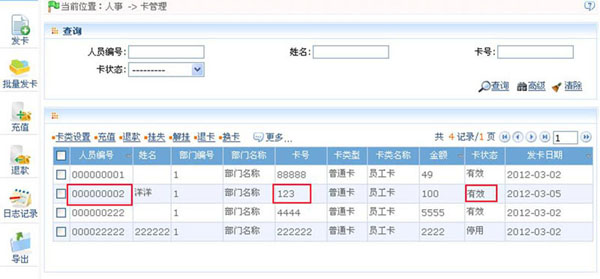 当前位置：人事 -> 卡管理
发卡
批量发卡
充值
退款
日志记录
导出
查询
人员编号： 姓名： 卡号：
卡状态： ---------
查询 高级 清除
卡类设置 充值 退款 挂失 解挂 退卡 换卡 更多... 共 4 记录/1 页 1
人员编号 姓名 部门编号 部门名称 卡号 卡类型 卡类名称 金额 卡状态 发卡日期
000000001 1 部门名称 88888 普通卡 员工卡 49 有效 2012-03-02
000000002 洋洋 1 部门名称 123 普通卡 员工卡 100 有效 2012-03-05
000000222 1 部门名称 4444 普通卡 员工卡 5555 有效 2012-03-02
000022222 222222 1 部门名称 222222 普通卡 员工卡 2222 停用 2012-03-02